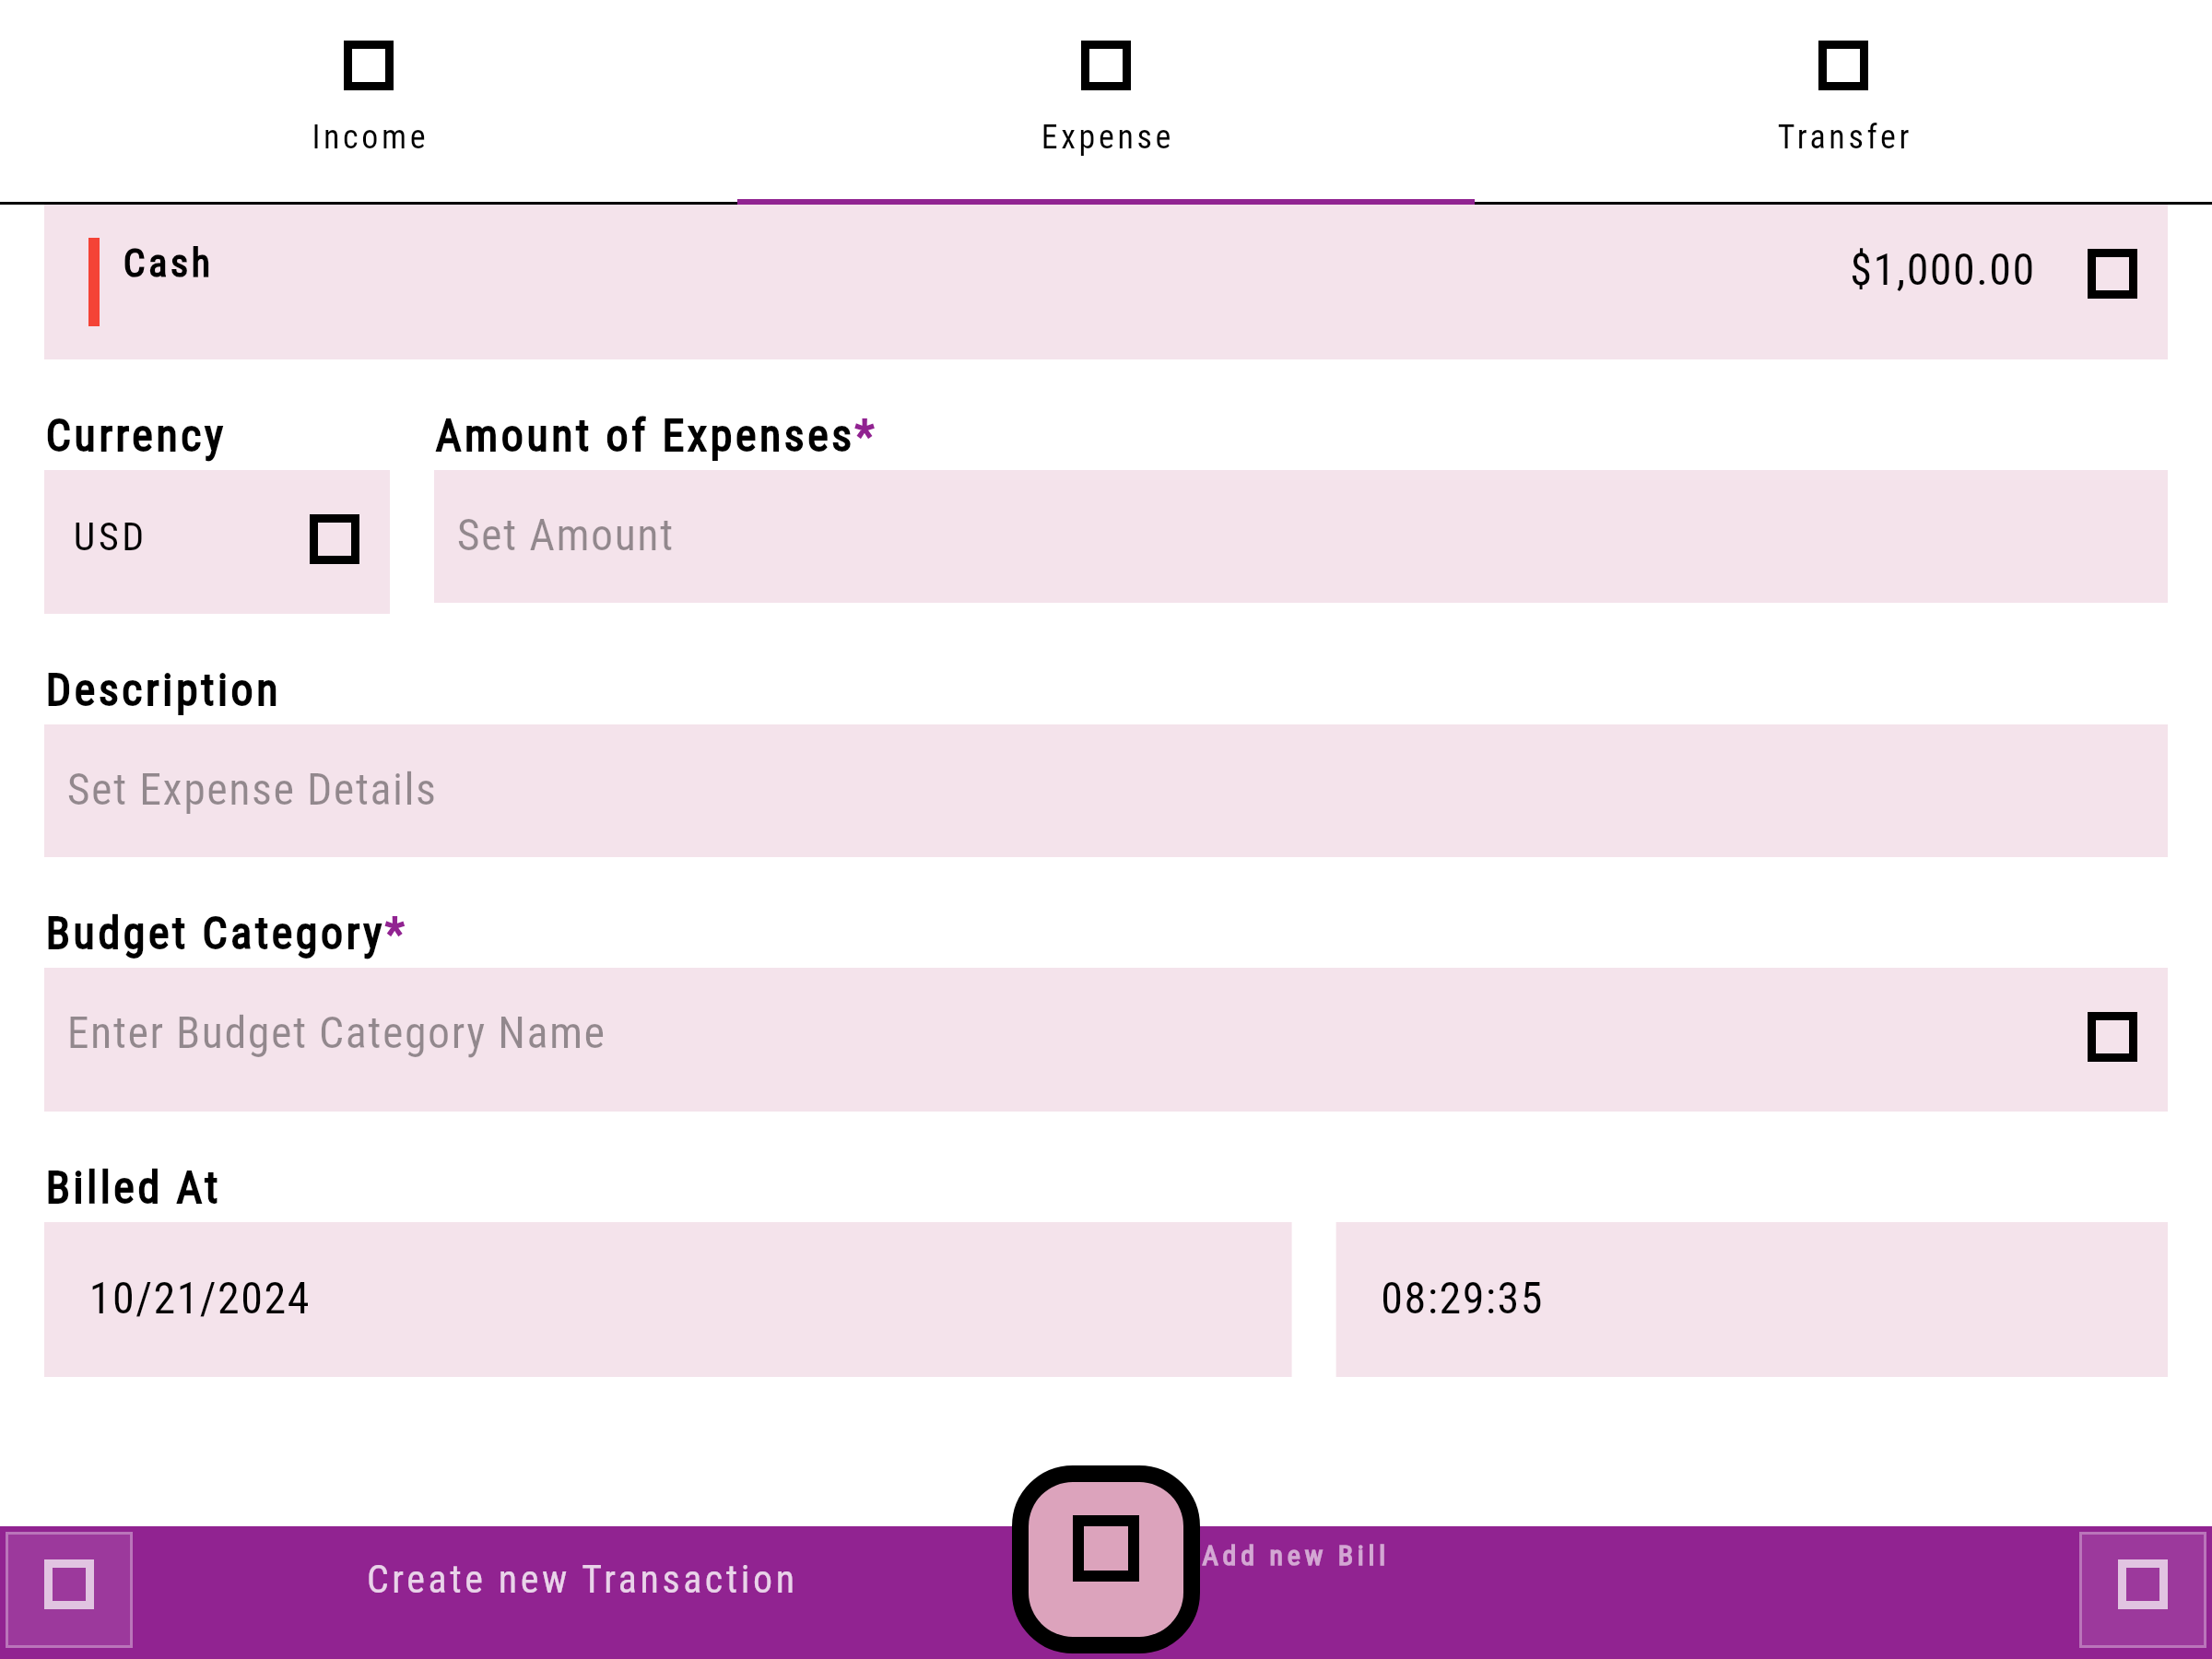 Income
Expense
Transfer
Cash
$1,000.00
Currency
Amount of Expenses*
USD
Set Amount
Description
Set Expense Details
Budget Category*
Enter Budget Category Name
Billed At
10/21/2024
08:29:35
Create new Transaction
Add new Bill